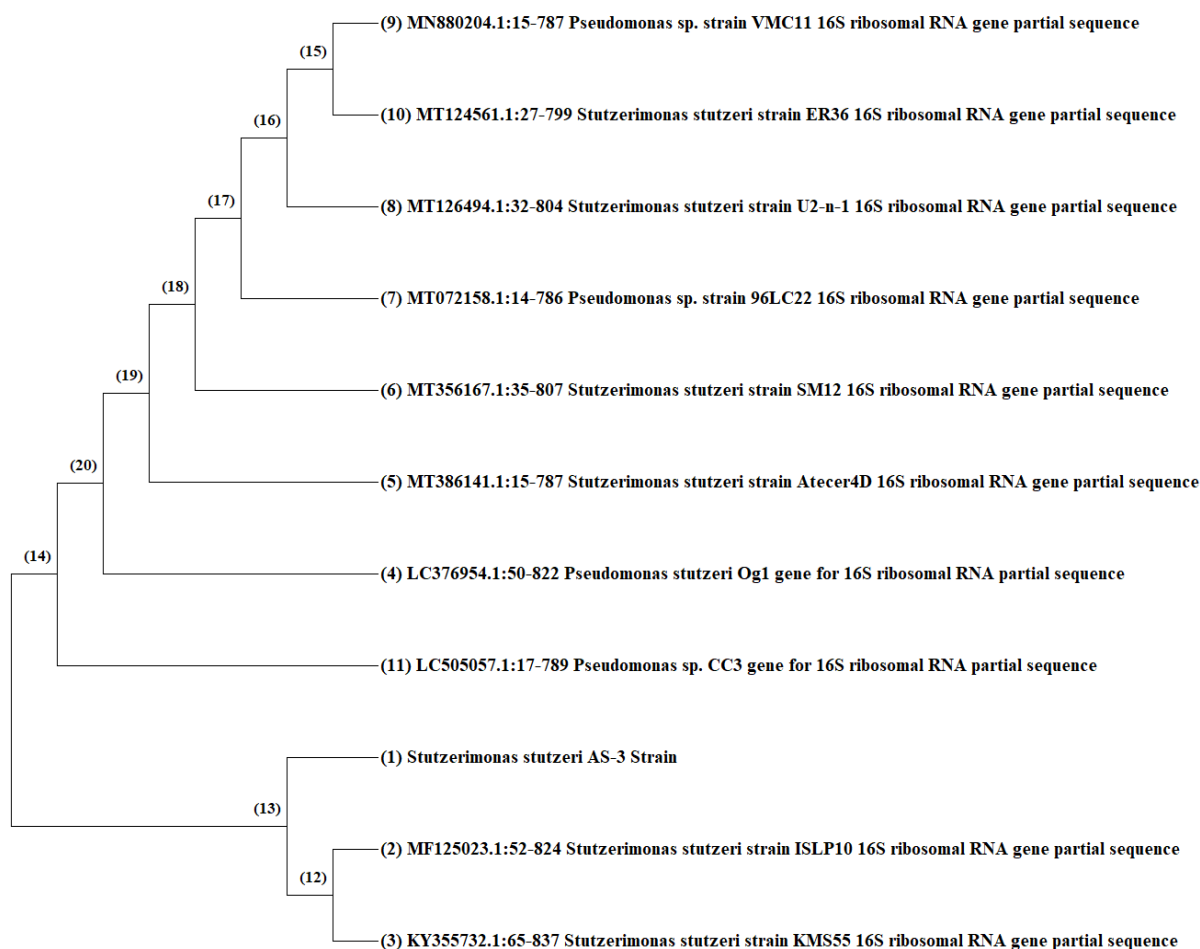 (9) MN880204.1:15-787 Pseudomonas sp. strain VMC11 16S ribosomal RNA gene partial sequence
(15)
(10) MT124561.1:27-799 Stutzerimonas stutzeri strain ER36 16S ribosomal RNA gene partial sequence
(16)
(8) MT126494.1:32-804 Stutzerimonas stutzeri strain U2-n-1 16S ribosomal RNA gene partial sequence
(17)
(7) MT072158.1:14-786 Pseudomonas sp. strain 96LC22 16S ribosomal RNA gene partial sequence
(18)
(6) MT356167.1:35-807 Stutzerimonas stutzeri strain SM12 16S ribosomal RNA gene partial sequence
(19)
(5) MT386141.1:15-787 Stutzerimonas stutzeri strain Atecer4D 16S ribosomal RNA gene partial sequence
(20)
(4) LC376954.1:50-822 Pseudomonas stutzeri Og1 gene for 16S ribosomal RNA partial sequence
(14)
(11) LC505057.1:17-789 Pseudomonas sp. CC3 gene for 16S ribosomal RNA partial sequence
(1) Stutzerimonas stutzeri AS-3 Strain
(13)
(2) MF125023.1:52-824 Stutzerimonas stutzeri strain ISLP10 16S ribosomal RNA gene partial sequence
(12)
(3) KY355732.1:65-837 Stutzerimonas stutzeri strain KMS55 16S ribosomal RNA gene partial sequence